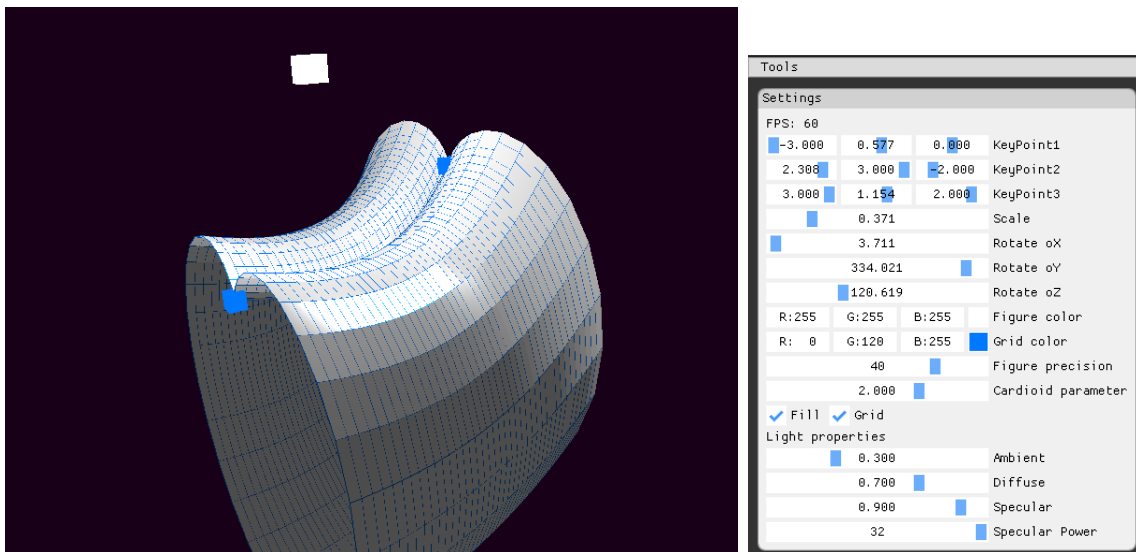 Tools
Settings
FPS: 60
-3.000 0.577 0.000 KeyPoint1
2.308 3.000 -2.000 KeyPoint2
3.000 1.154 2.000 KeyPoint3
0.371 Scale
3.711 Rotate oX
334.021 Rotate oY
120.619 Rotate oZ
R:255 G:255 B:255 Figure color
R: 0 G:120 B:255 Grid color
40 Figure precision
2.000 Cardioid parameter
Fill Grid
Light properties
0.300 Ambient
0.700 Diffuse
0.900 Specular
32 Specular Power